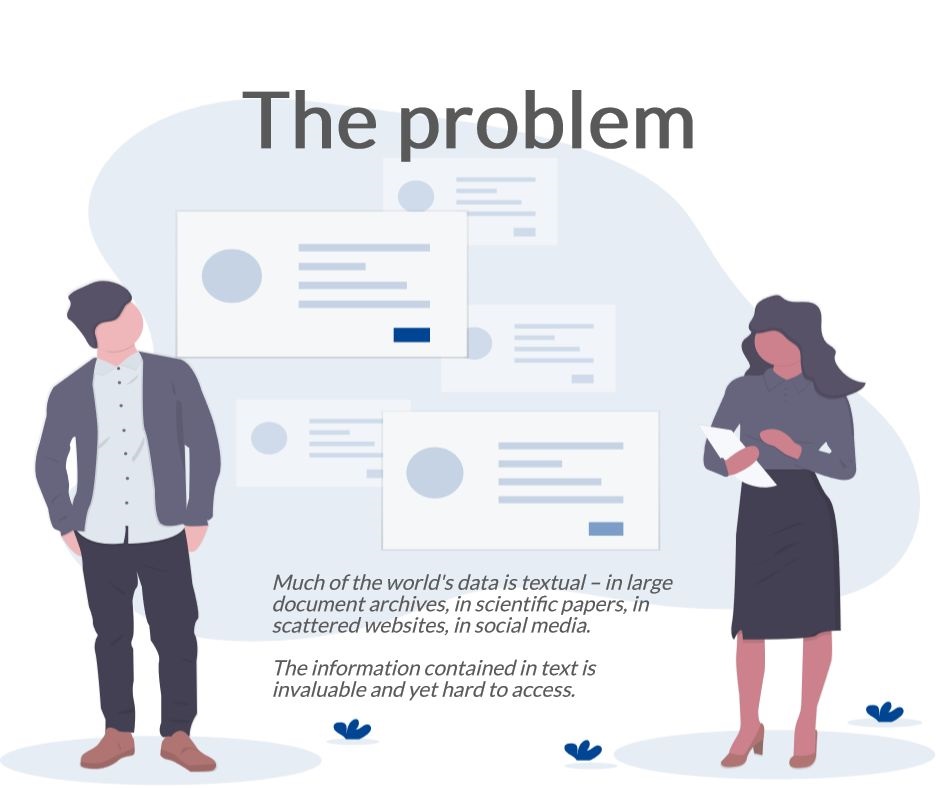 The problem
Much of the world's data is textual – in large
document archives, in scientific papers, in
scattered websites, in social media.
The information contained in text is
invaluable and yet hard to access.